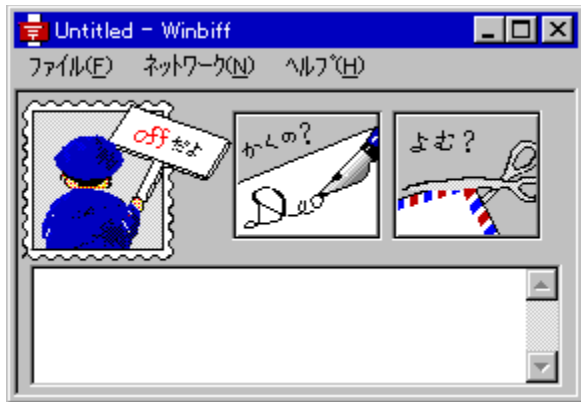 Untitled - Winbiff
ﾌｧｲﾙ(F) ﾈｯﾄﾜｰｸ(N) ﾍﾙﾌﾟ(H)
offだよ
かくの?
よむ?
Dea